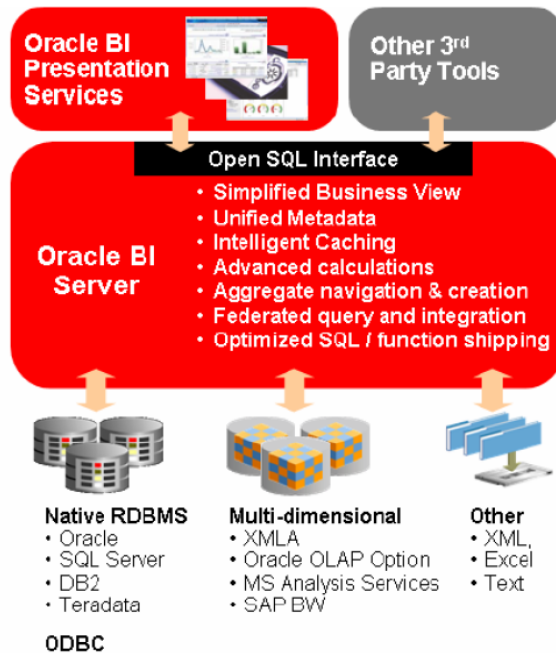 Oracle BI
Presentation
Services
Other 3rd
Party Tools
Open SQL Interface
Oracle BI
Server
• Simplified Business View
• Unified Metadata
• Intelligent Caching
• Advanced calculations
• Aggregate navigation & creation
• Federated query and integration
• Optimized SQL / function shipping
Native RDBMS
• Oracle
• SQL Server
• DB2
• Teradata
ODBC
Multi-dimensional
• XMLA
• Oracle OLAP Option
• MS Analysis Services
• SAP BW
Other
• XML,
• Excel
• Text